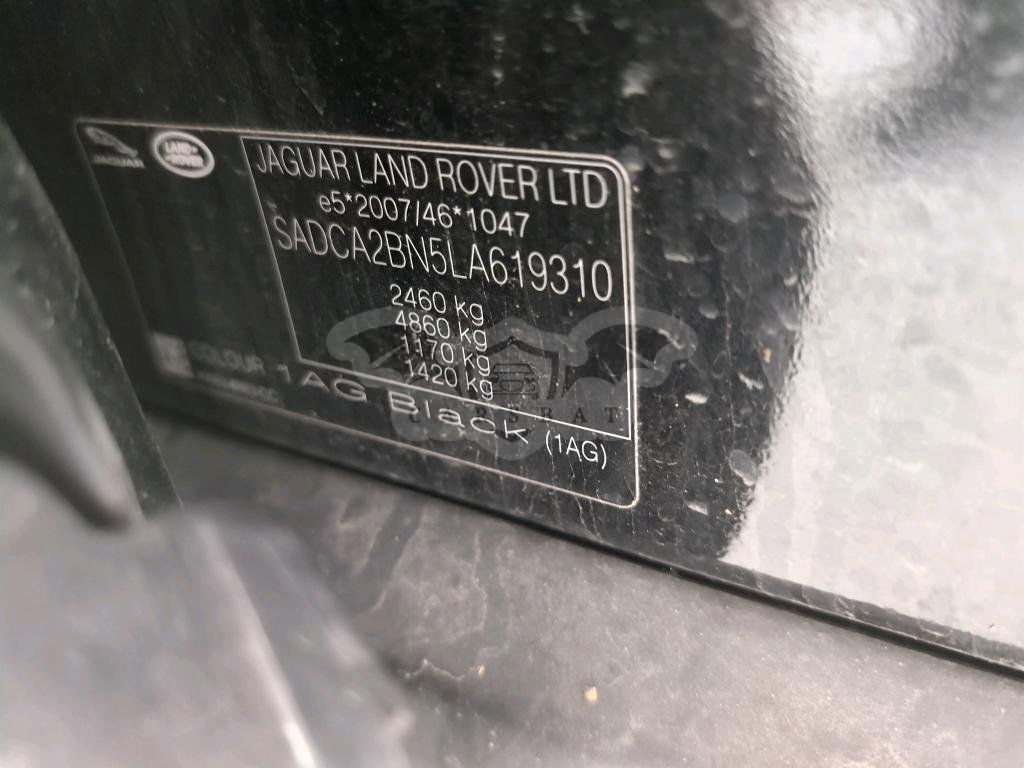 JAGUAR
LAND ROVER
JAGUAR LAND ROVER LTD
e5*2007/46*1047
SADCA2BN5LA619310
2460 kg
4860 kg
1170 kg
1420 kg
COLOUR 1AG Black (1AG)